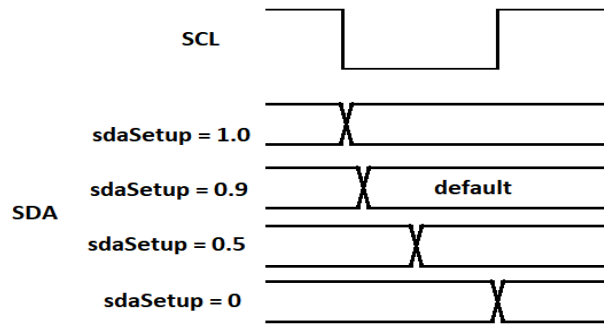 SCL
sdaSetup = 1.0
sdaSetup = 0.9
default
SDA
sdaSetup = 0.5
sdaSetup = 0